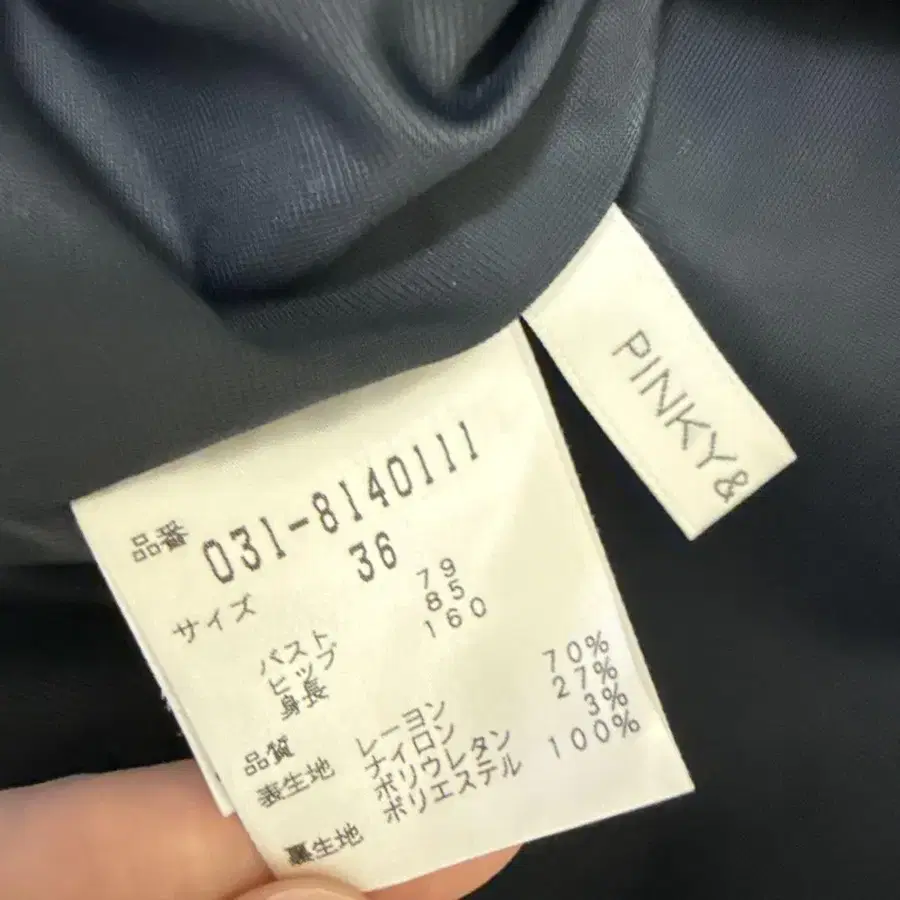 PINKY&
品番 031-8140111
サイズ 36
バスト 79
ヒップ 85
身長 160
品質
表生地 レーヨン 70%
ナイロン 27%
ポリウレタン 3%
裏生地 ポリエステル 100%